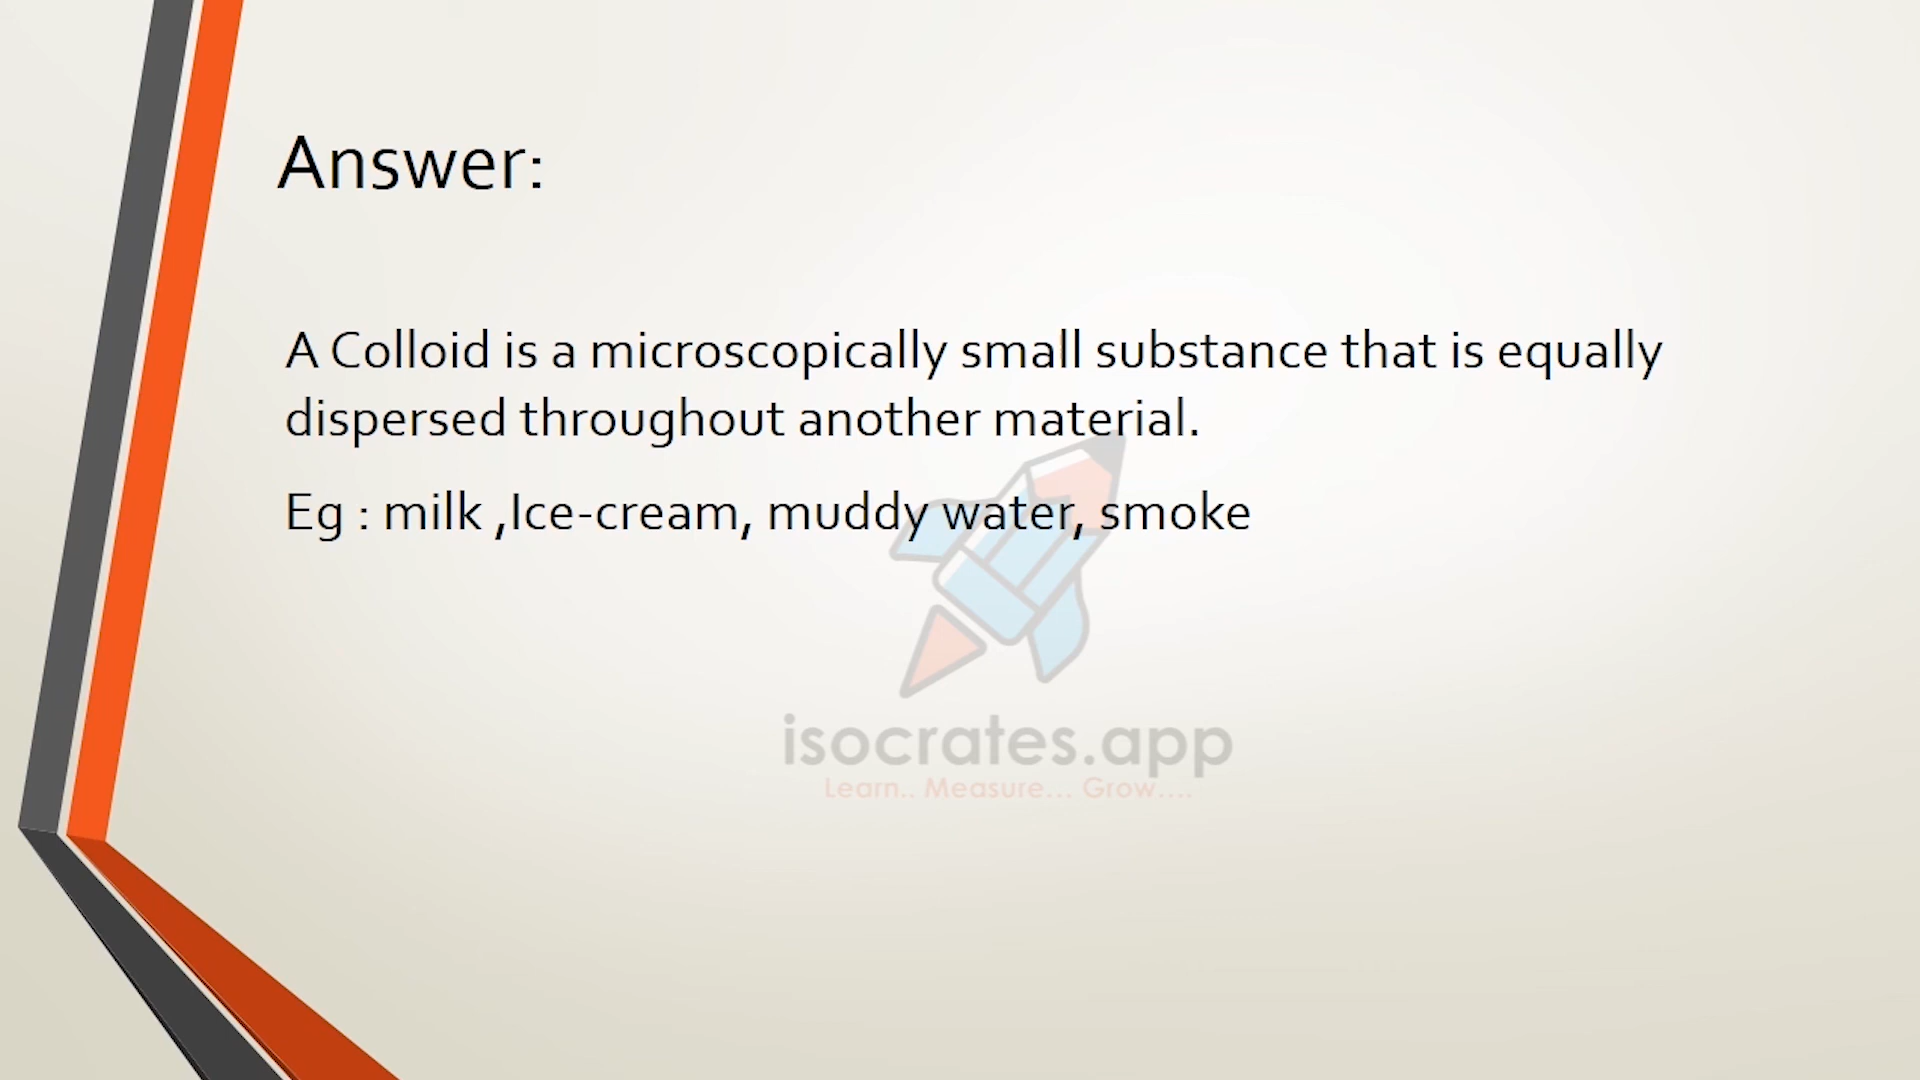 Answer:
A Colloid is a microscopically small substance that is equally
dispersed throughout another material.
Eg : milk ,Ice-cream, muddy water, smoke
isocrates.app
Learn.. Measure... Grow....